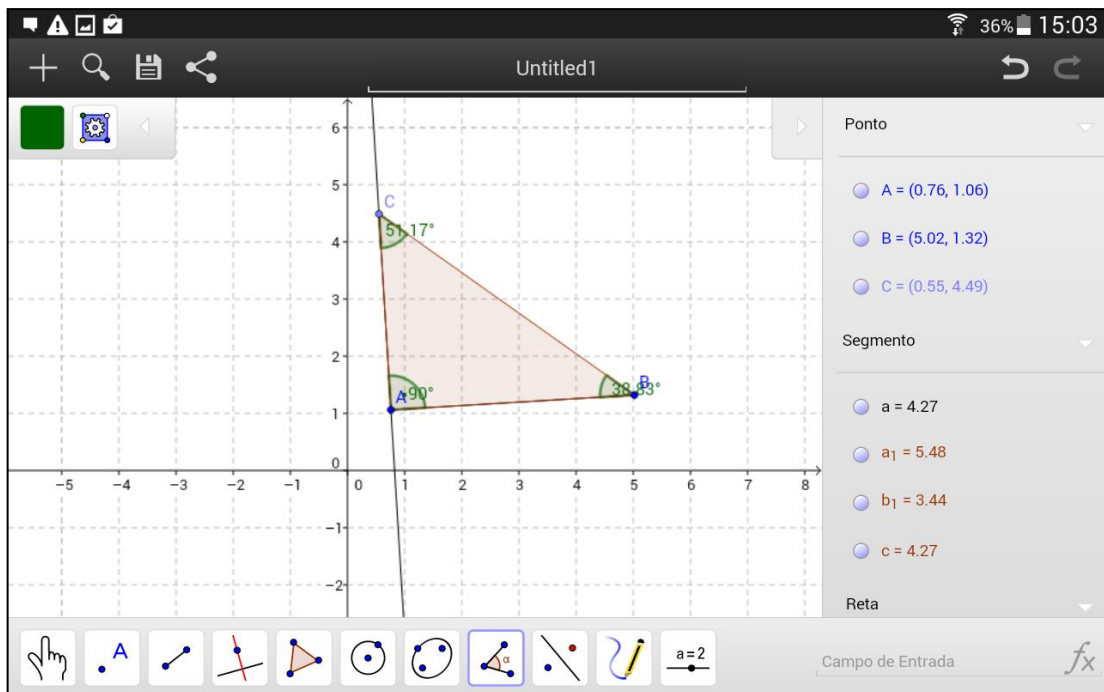 36% 15:03
Untitled1
6
5
4
3
2
1
0
-1
-2
-5 -4 -3 -2 -1 0 1 2 3 4 5 6 7 8
C
51.17°
A 90°
B
38.83°
Ponto
A = (0.76, 1.06)
B = (5.02, 1.32)
C = (0.55, 4.49)
Segmento
a = 4.27
a₁ = 5.48
b₁ = 3.44
c = 4.27
Reta
A
α
a=2
Campo de Entrada
fx